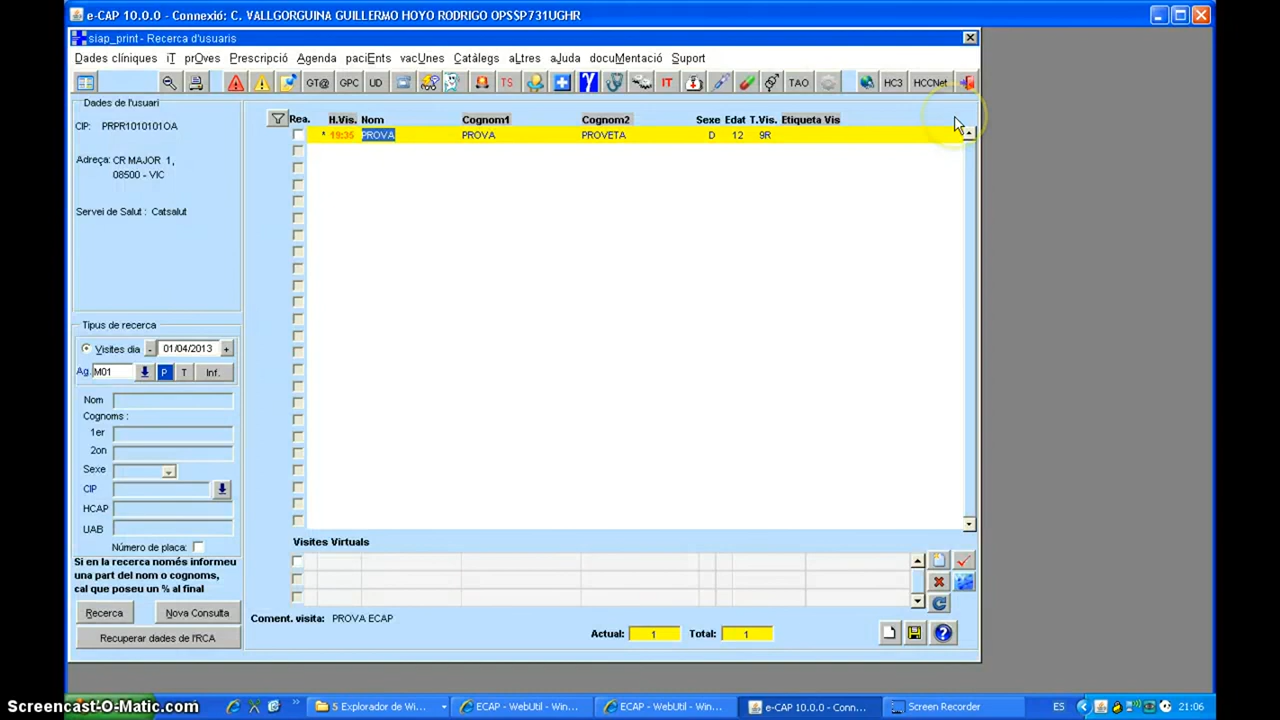 e-CAP 10.0.0 - Connexió: C. VALLGORGUINA GUILLERMO HOYO RODRIGO OPS$P731UGHR
siap_print - Recerca d'usuaris
Dades clíniques iT prOves Prescripció Agenda paciEnts vacUnes Catàlegs aLtres aJuda docuMentació Suport
GT@ GPC UD TS IT TAO HC3 HCCNet
Dades de l'usuari
CIP: PRPR1010101OA
Adreça: CR MAJOR 1,
08500 - VIC
Servei de Salut : Catsalut
Rea. H.Vis. Nom Cognom1 Cognom2 Sexe Edat T.Vis. Etiqueta Vis
* 19:35 PROVA PROVA PROVETA D 12 9R
Tipus de recerca
Visites dia - 01/04/2013 +
Ag. M01 P T Inf.
Nom
Cognoms :
1er
2on
Sexe
CIP
HCAP
UAB
Número de placa:
Si en la recerca només informeu
una part del nom o cognoms,
cal que poseu un % al final
Recerca Nova Consulta
Recuperar dades de l'RCA
Visites Virtuals
Coment. visita: PROVA ECAP
Actual: 1 Total: 1
Screencast-O-Matic.com
5 Explorador de Wi...
ECAP - WebUtil - Win...
ECAP - WebUtil - Win...
e-CAP 10.0.0 - Conn...
Screen Recorder
ES
21:06